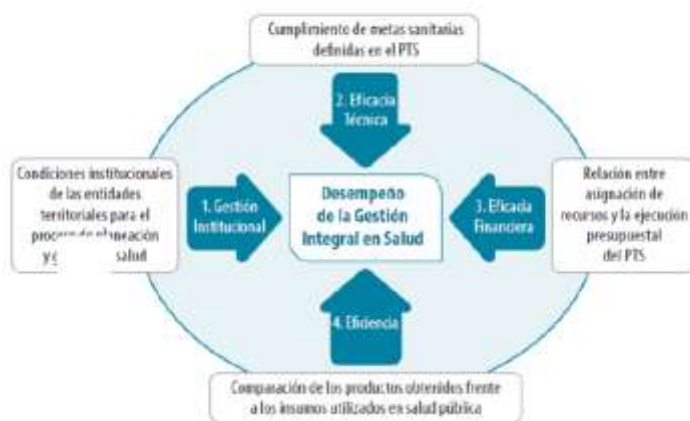 Cumplimiento de metas sanitarias
definidas en el PTS
2. Eficacia
Técnica
Condiciones institucionales
de las entidades
territoriales para el
proceso de planeación
y salud
1. Gestión
Institucional
Desempeño
de la Gestión
Integral en Salud
3. Eficacia
Financiera
Relación entre
asignación de
recursos y la ejecución
presupuestal
del PTS
4. Eficiencia
Comparación de los productos obtenidos frente
a los insumos utilizados en salud pública